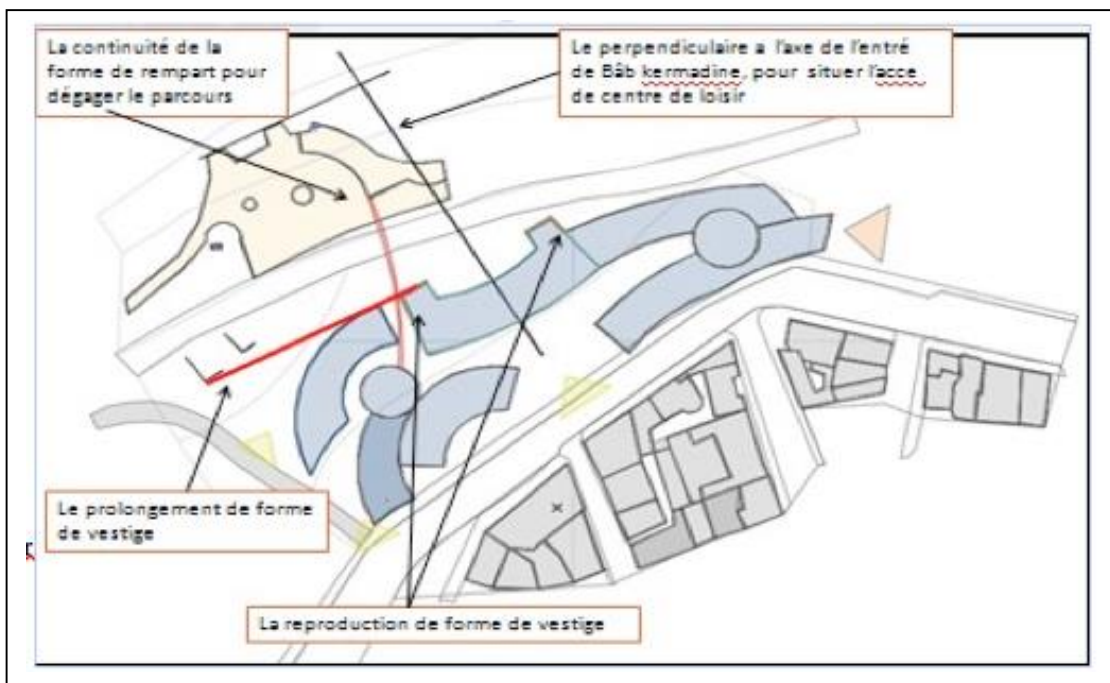 La continuité de la
forme de rempart pour
dégager le parcours
Le perpendiculaire a l'axe de l'entré
de Bâb kermadine, pour situer l'acce
de centre de loisir
Le prolongement de forme
de vestige
La reproduction de forme de vestige